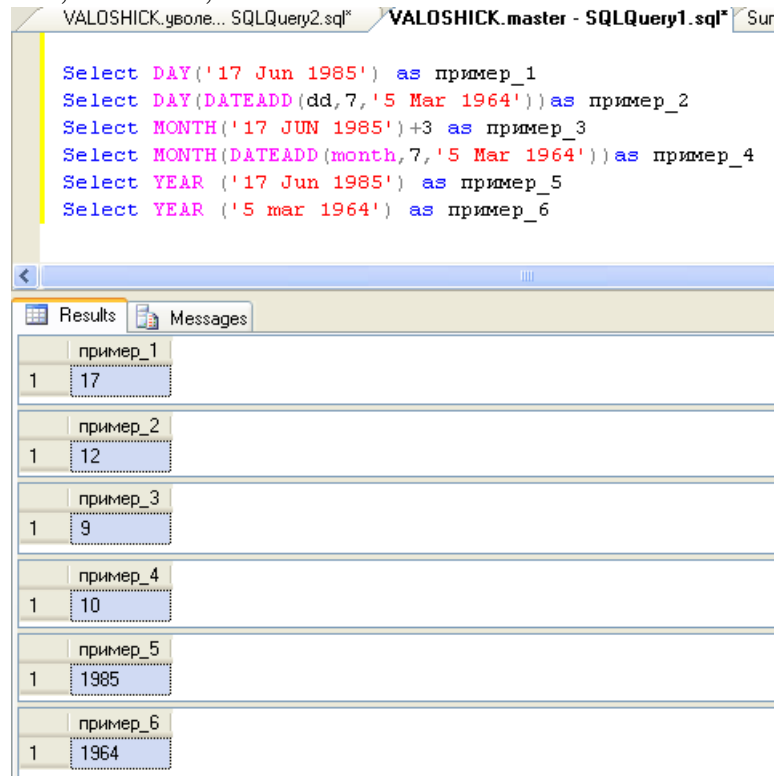 VALOSHICK.уволе... SQLQuery2.sql* VALOSHICK.master - SQLQuery1.sql* Sur
Select DAY('17 Jun 1985') as пример_1
Select DAY(DATEADD(dd,7,'5 Mar 1964'))as пример_2
Select MONTH('17 JUN 1985')+3 as пример_3
Select MONTH(DATEADD(month,7,'5 Mar 1964'))as пример_4
Select YEAR ('17 Jun 1985') as пример_5
Select YEAR ('5 mar 1964') as пример_6
Results Messages
пример_1
1 17
пример_2
1 12
пример_3
1 9
пример_4
1 10
пример_5
1 1985
пример_6
1 1964